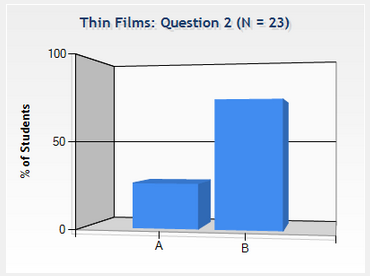 Thin Films: Question 2 (N = 23)
100
50
0
% of Students
A
B